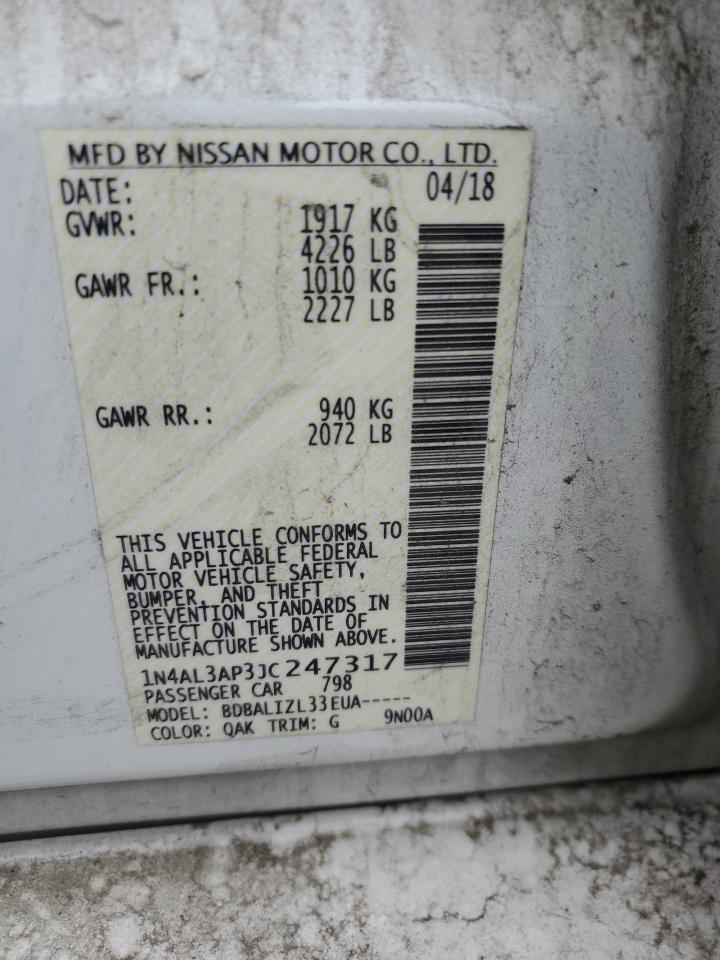 MFD BY NISSAN MOTOR CO., LTD.
DATE: 04/18
GVWR: 1917 KG
4226 LB
GAWR FR.: 1010 KG
2227 LB
GAWR RR.: 940 KG
2072 LB
THIS VEHICLE CONFORMS TO
ALL APPLICABLE FEDERAL
MOTOR VEHICLE SAFETY,
BUMPER, AND THEFT
PREVENTION STANDARDS IN
EFFECT ON THE DATE OF
MANUFACTURE SHOWN ABOVE.
1N4AL3AP3JC247317
PASSENGER CAR 798
MODEL: BDBALIZL33EUA-----
COLOR: QAK TRIM: G 9N00A